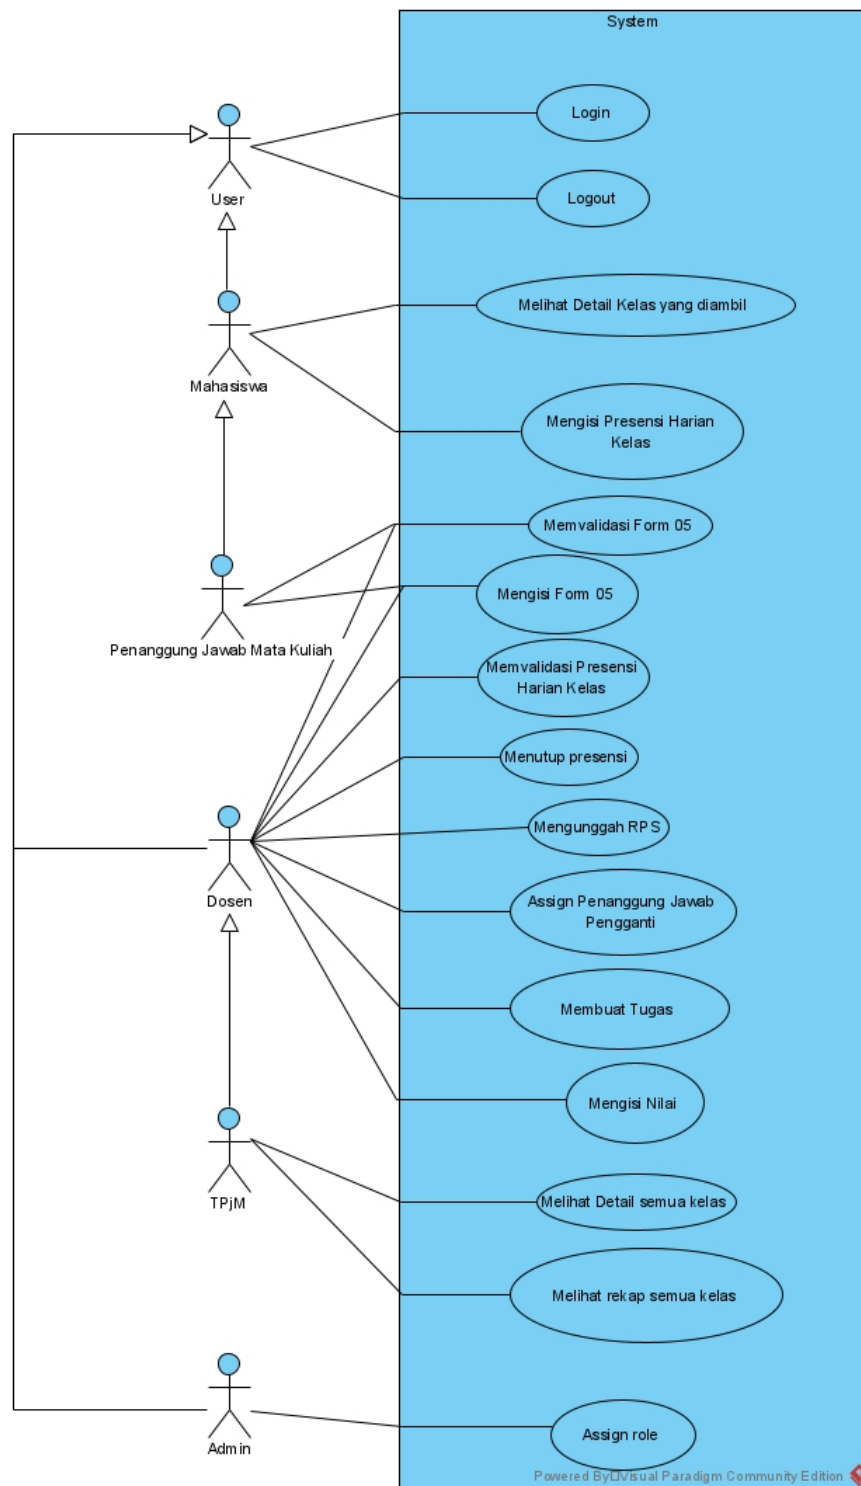 System
Login
User
Logout
Melihat Detail Kelas yang diambil
Mahasiswa
Mengisi Presensi Harian
Kelas
Memvalidasi Form 05
Mengisi Form 05
Penanggung Jawab Mata Kuliah
Memvalidasi Presensi
Harian Kelas
Menutup presensi
Mengunggah RPS
Dosen
Assign Penanggung Jawab
Pengganti
Membuat Tugas
Mengisi Nilai
TPjM
Melihat Detail semua kelas
Melihat rekap semua kelas
Admin
Assign role
Powered By□Visual Paradigm Community Edition